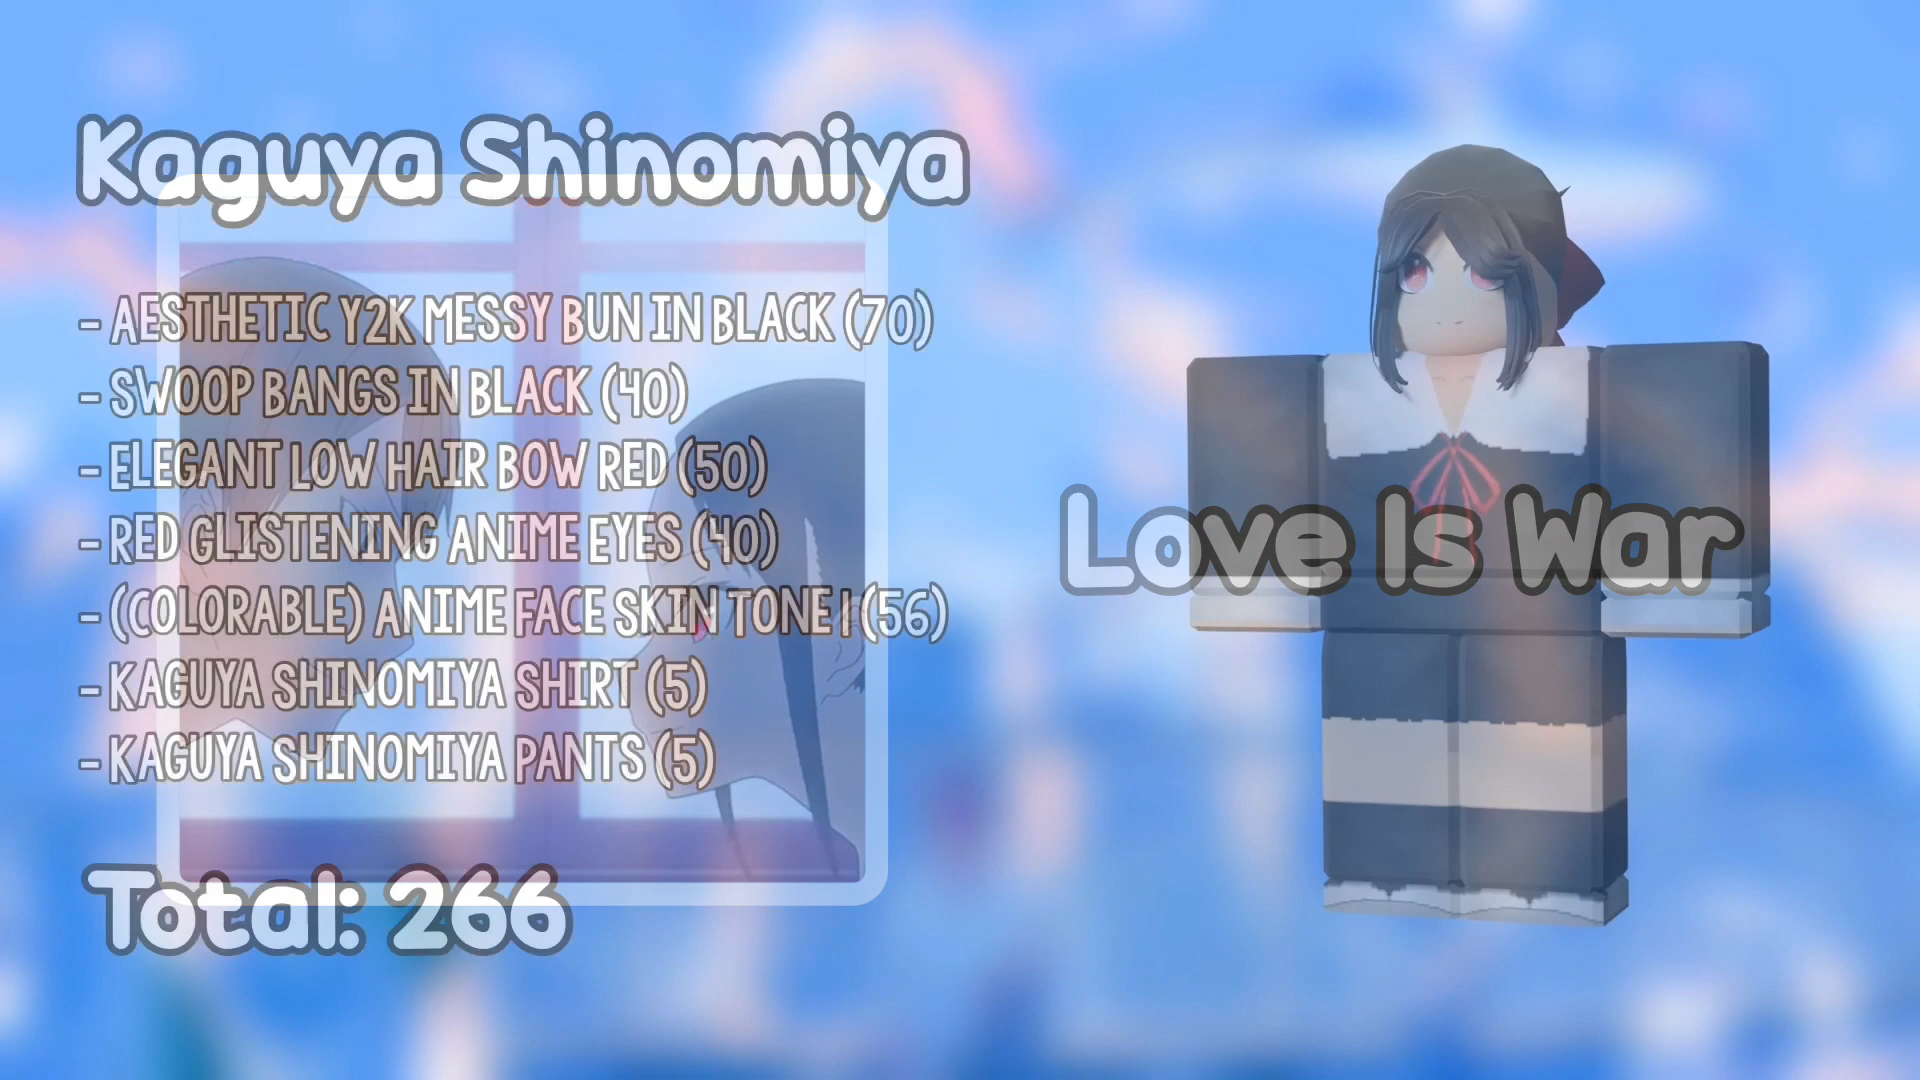 Kaguya Shinomiya
- AESTHETIC Y2K MESSY BUN IN BLACK (70)
- SWOOP BANGS IN BLACK (40)
- ELEGANT LOW HAIR BOW RED (50)
- RED GLISTENING ANIME EYES (40)
- (COLORABLE) ANIME FACE SKIN TONE ! (56)
- KAGUYA SHINOMIYA SHIRT (5)
- KAGUYA SHINOMIYA PANTS (5)
Total: 266
Love Is War